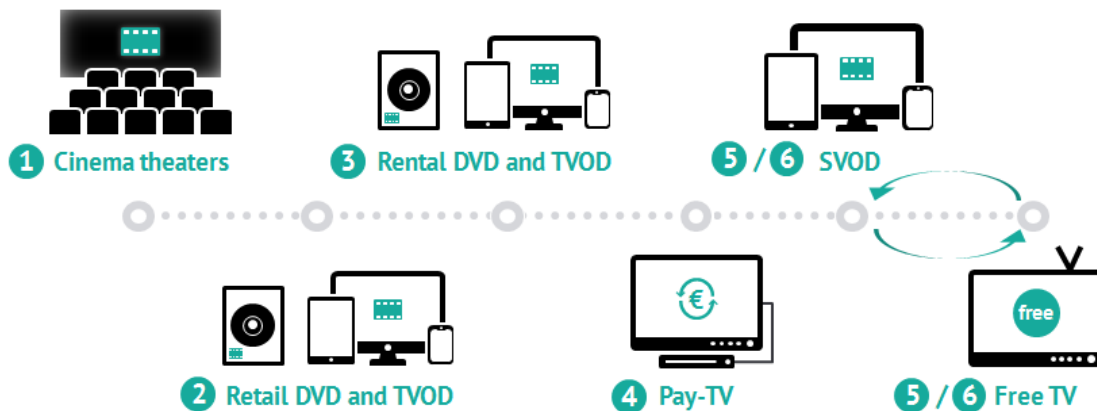 1 Cinema theaters
3 Rental DVD and TVOD
5 / 6 SVOD
2 Retail DVD and TVOD
€
4 Pay-TV
free
5 / 6 Free TV